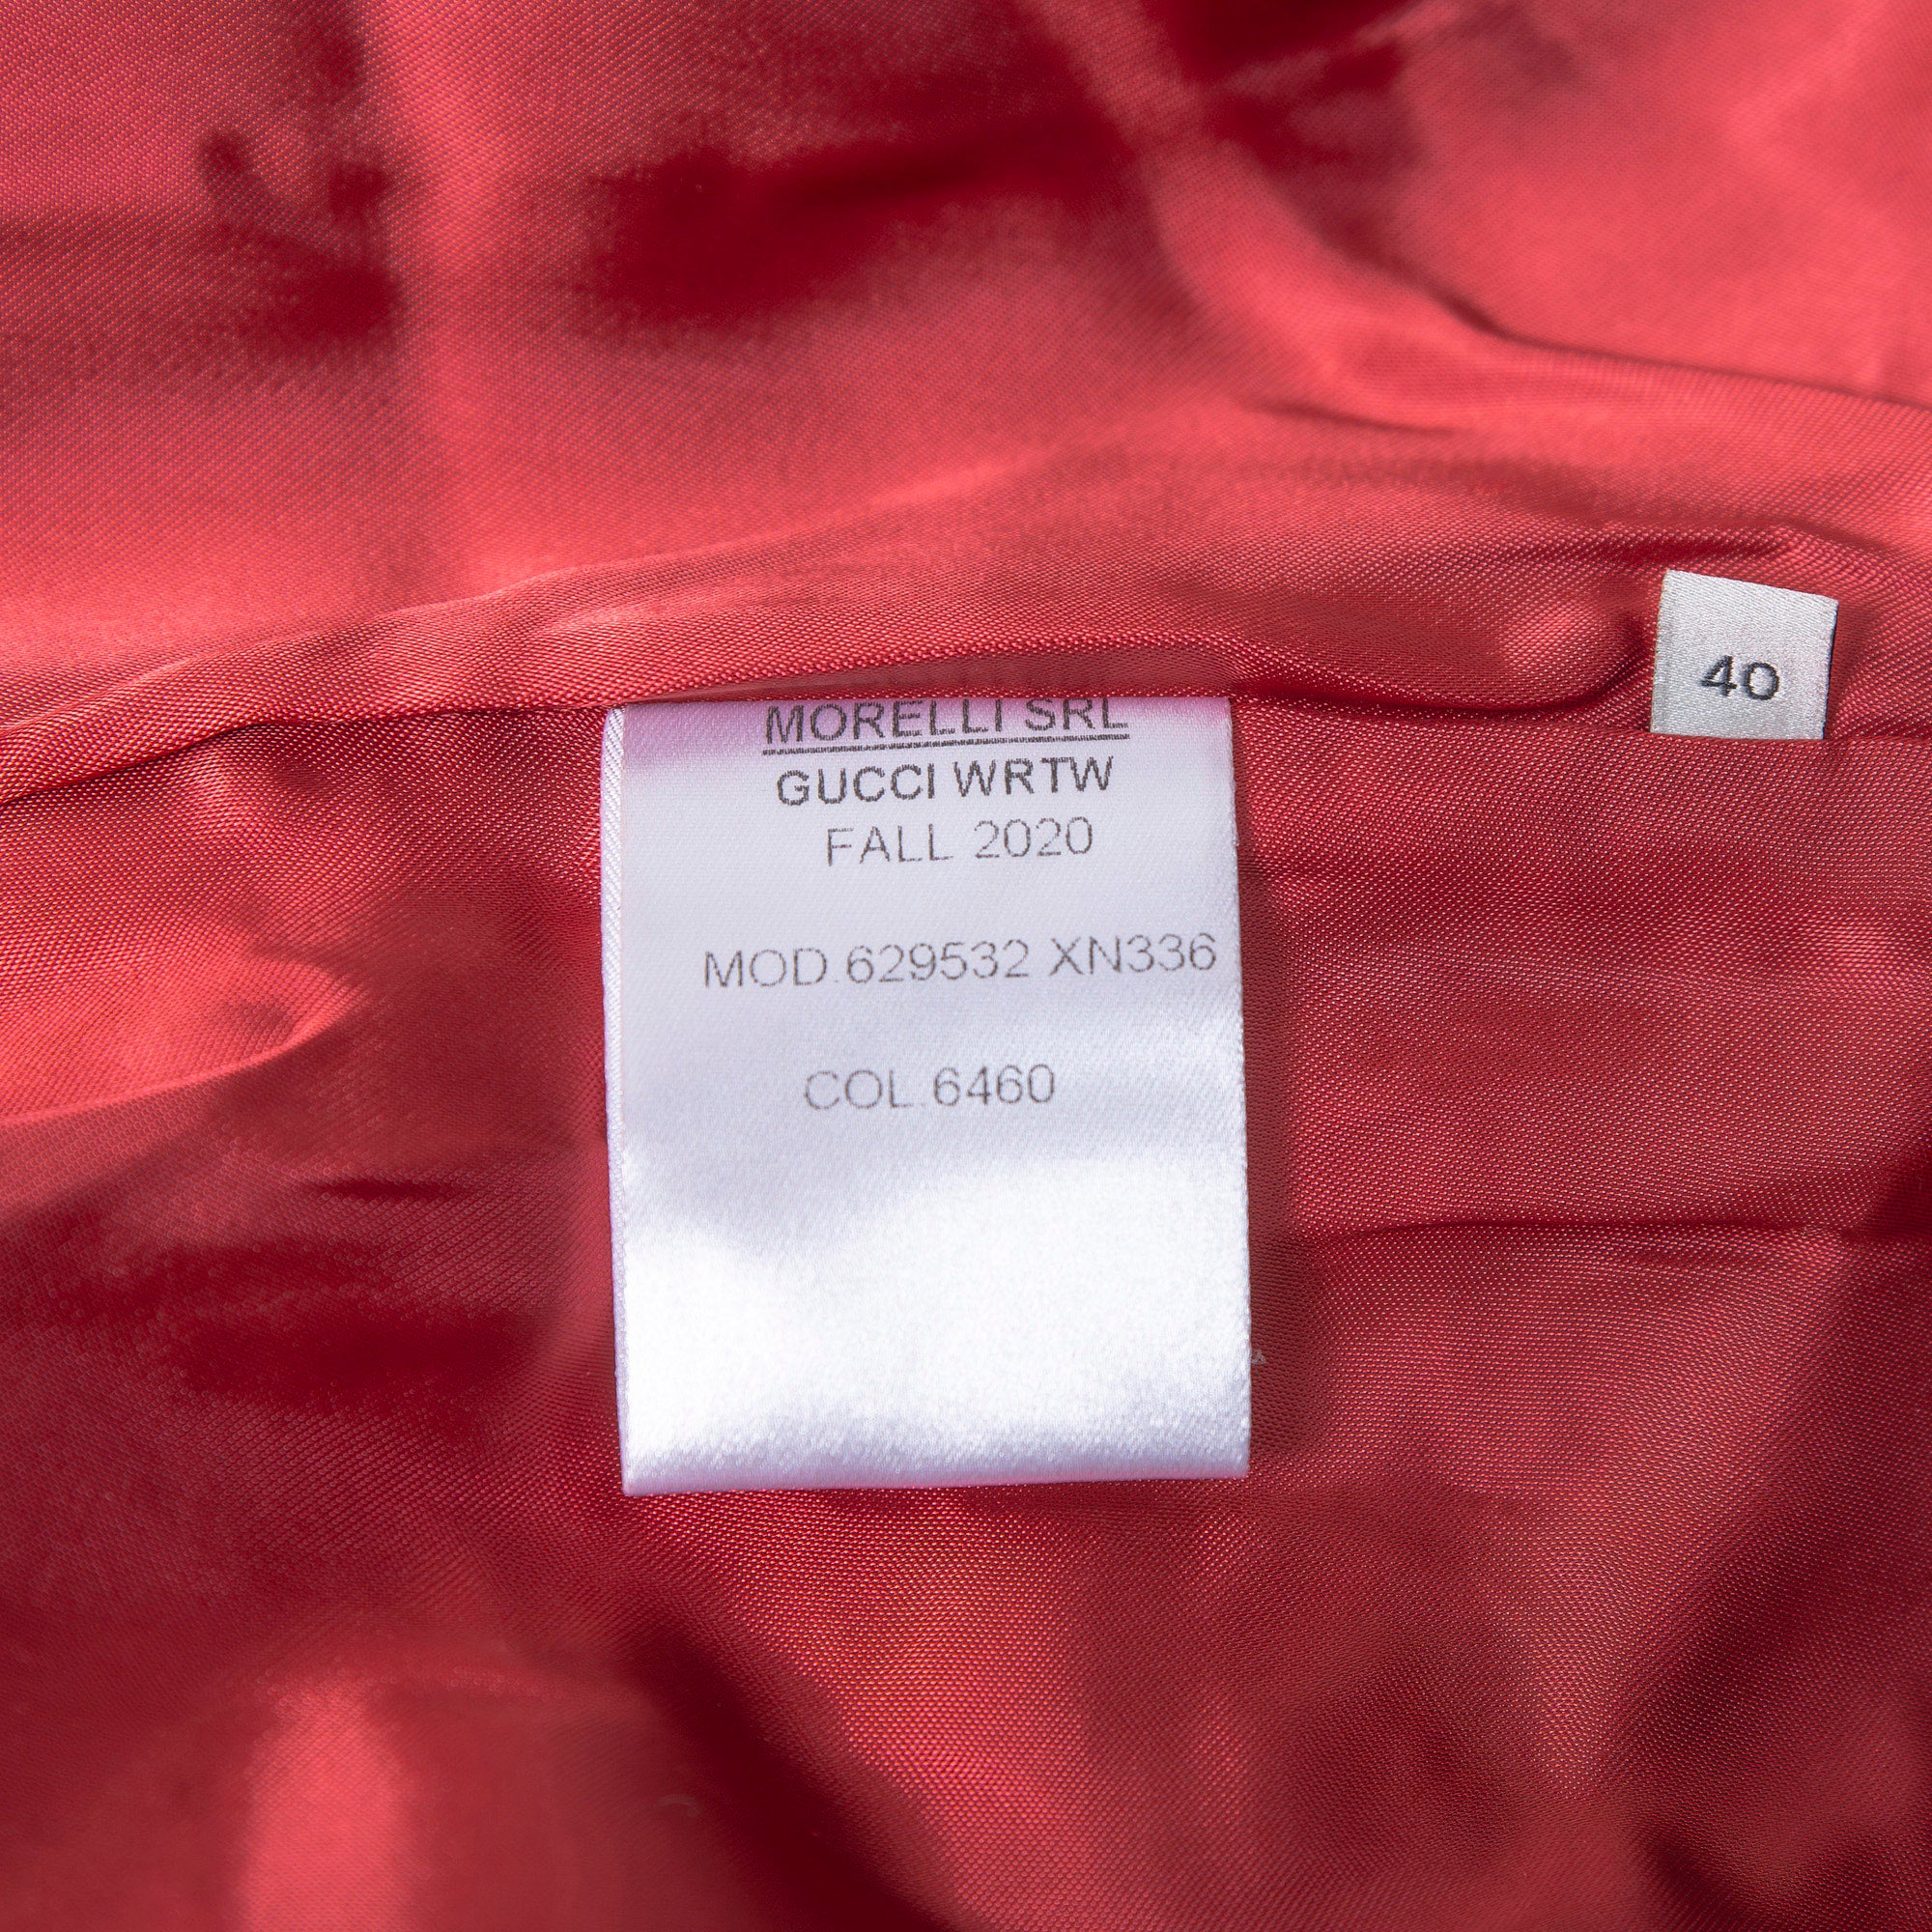 MORELLI SRL
GUCCI WRTW
FALL 2020
MOD.629532 XN336
COL.6460
40